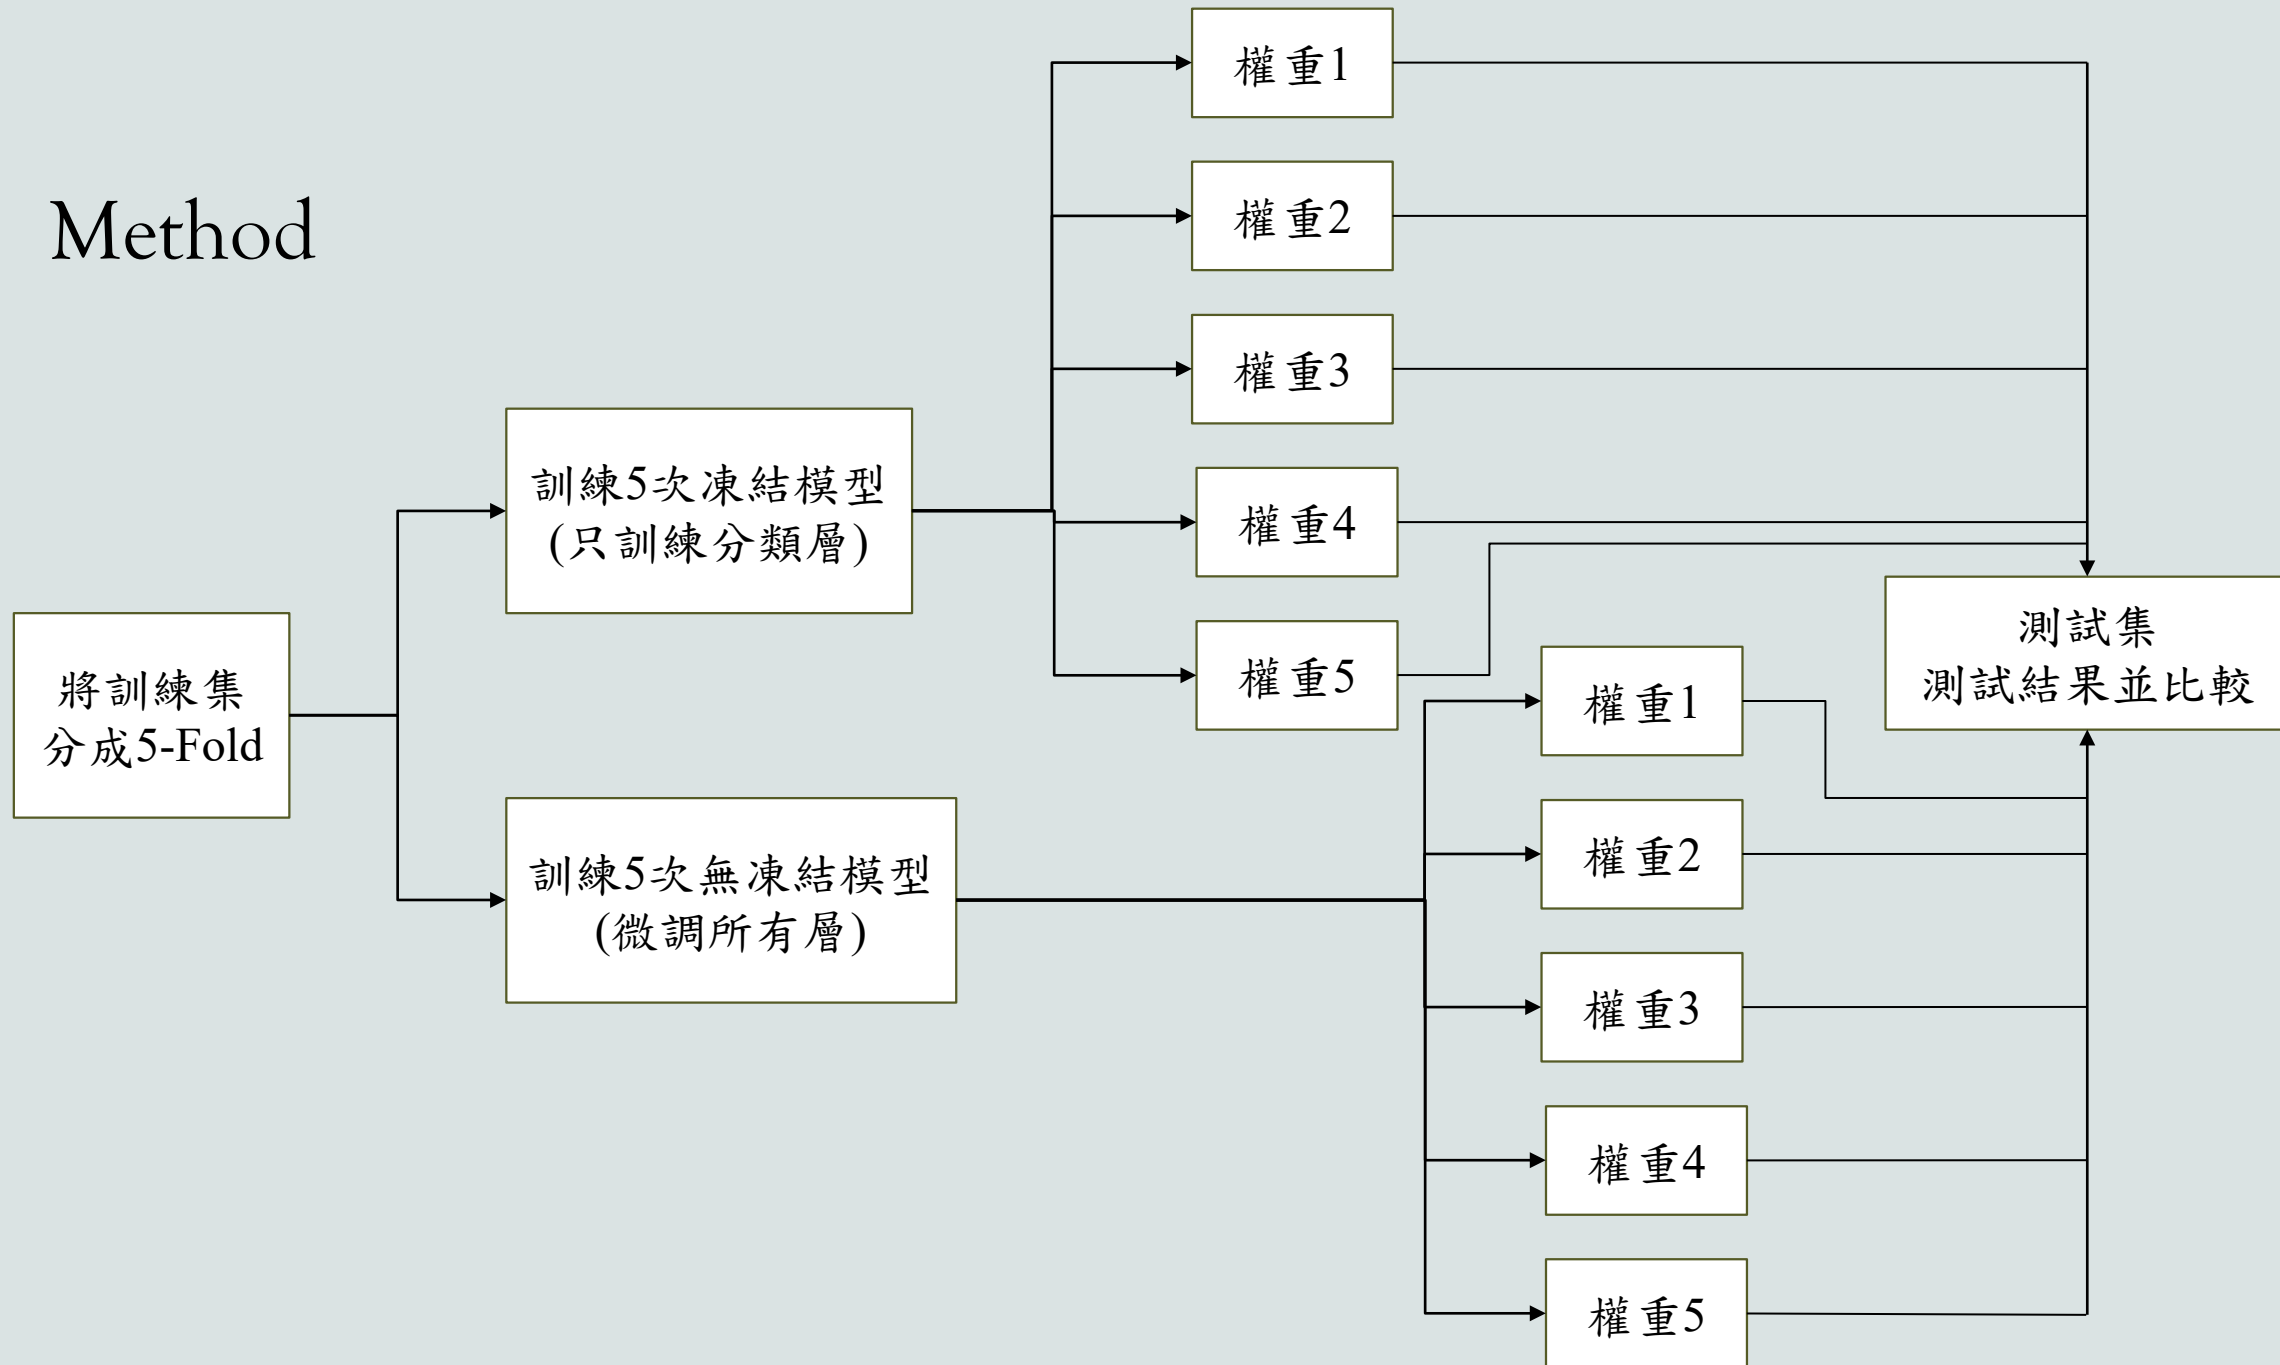 Method
將訓練集
分成5-Fold
訓練5次凍結模型
(只訓練分類層)
訓練5次無凍結模型
(微調所有層)
權重1
權重2
權重3
權重4
權重5
權重1
權重2
權重3
權重4
權重5
測試集
測試結果並比較